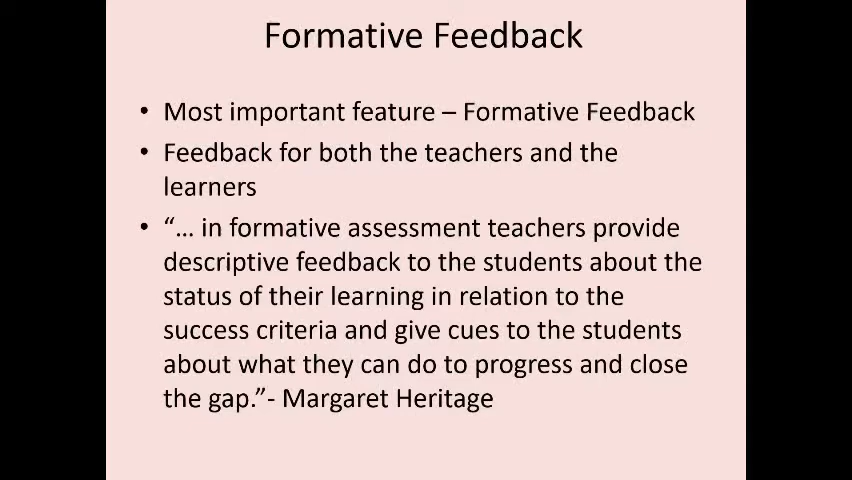 Formative Feedback
• Most important feature – Formative Feedback
• Feedback for both the teachers and the
learners
• “... in formative assessment teachers provide
descriptive feedback to the students about the
status of their learning in relation to the
success criteria and give cues to the students
about what they can do to progress and close
the gap.”- Margaret Heritage